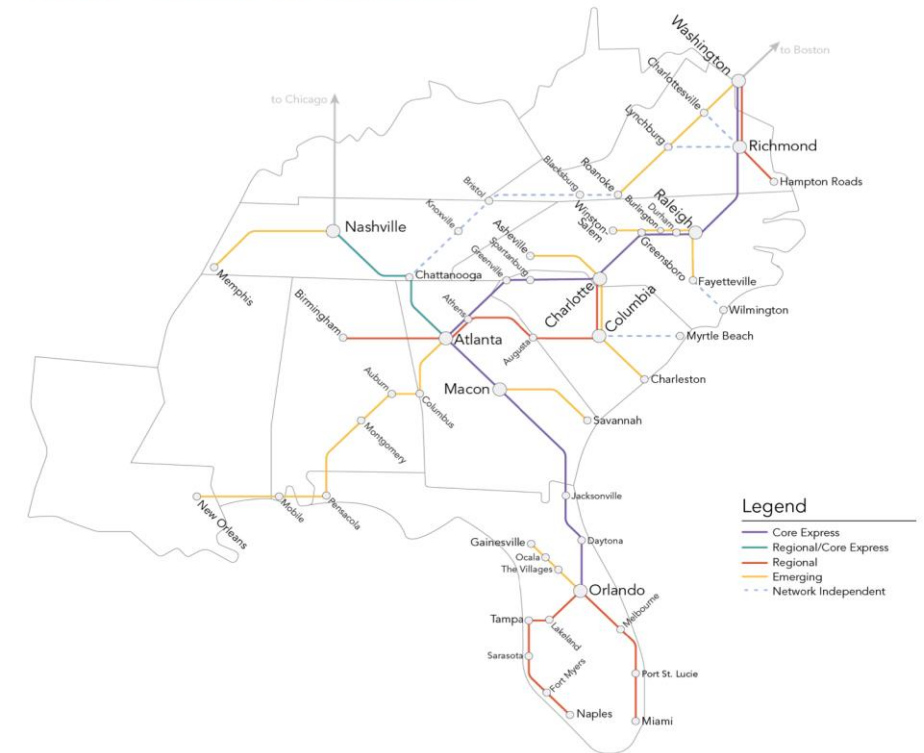 Washington
to Boston
Charlottesville
to Chicago
Lynchburg
Richmond
Blacksburg
Roanoke
Hampton Roads
Bristol
Raleigh
Burlington
Durham
Knoxville
Winston-
Salem
Nashville
Asheville
Greensboro
Spartanburg
Greenville
Chattanooga
Fayetteville
Memphis
Charlotte
Columbia
Wilmington
Birmingham
Athens
Atlanta
Augusta
Myrtle Beach
Auburn
Macon
Charleston
Columbus
Savannah
Montgomery
New Orleans
Mobile
Pensacola
Jacksonville
Gainesville
Daytona
Ocala
The Villages
Orlando
Tampa
Lakeland
Melbourne
Sarasota
Fort Myers
Port St. Lucie
Naples
Miami
Legend
Core Express
Regional/Core Express
Regional
Emerging
Network Independent